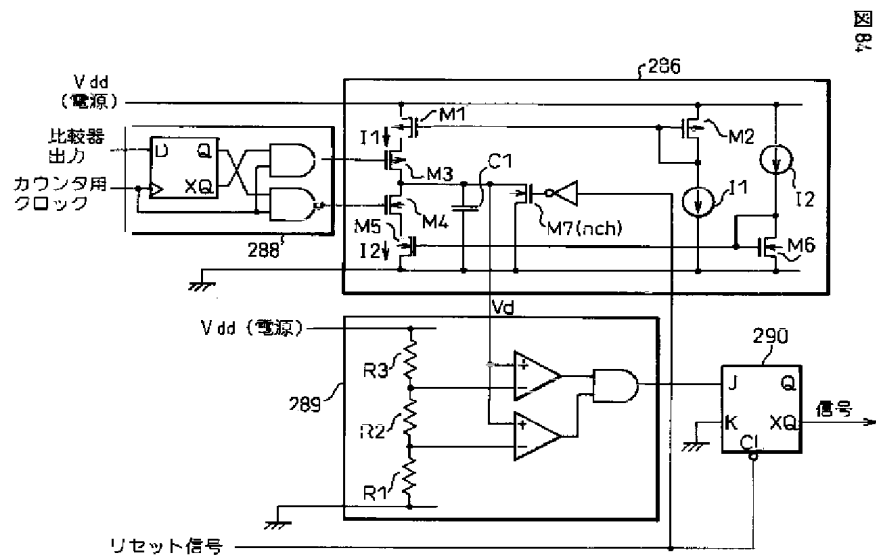 図84
286
Vdd
(電源)
M1
M2
I1
I2
比較器
出力
D
Q
XQ
M3
C1
I1
カウンタ用
クロック
M4
M7(nch)
M5
I2
M6
288
Vd
Vdd (電源)
290
R3
J
Q
289
R2
K
XQ
信号
CL
R1
リセット信号